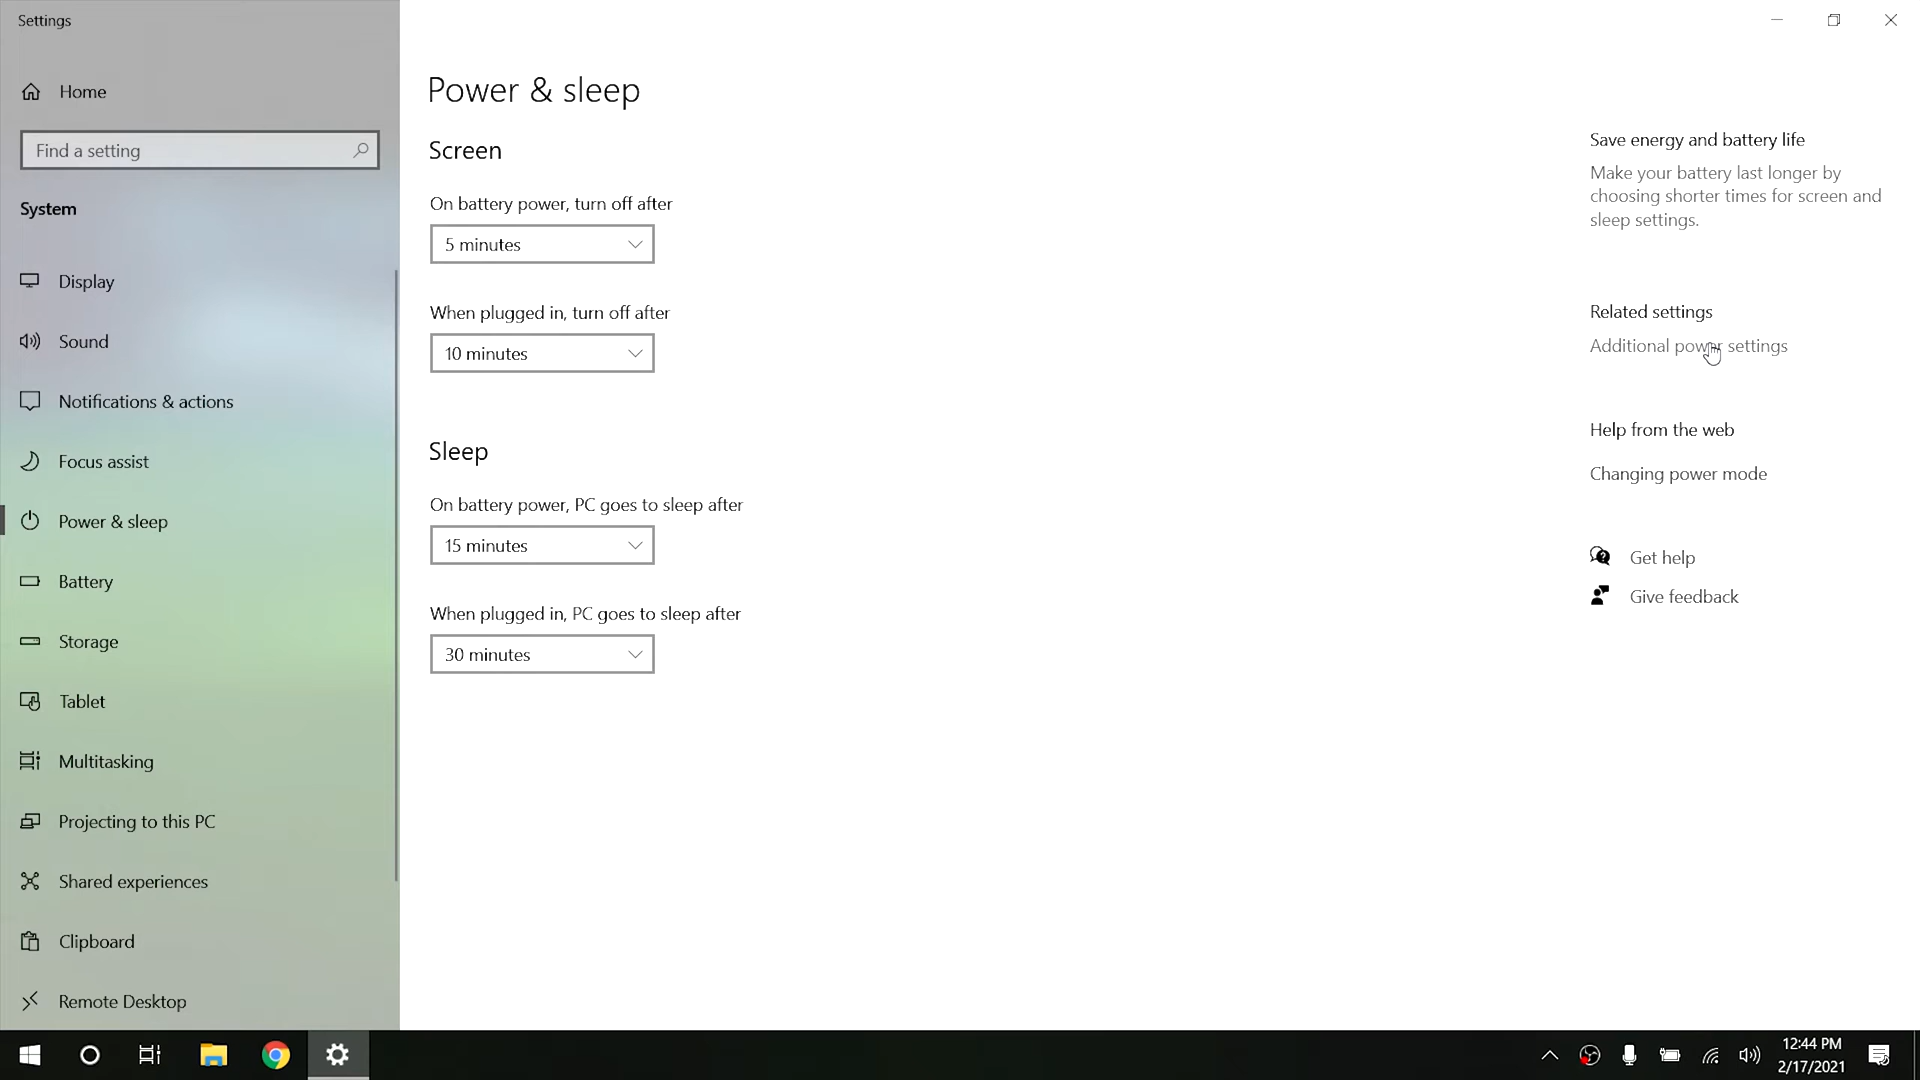 Settings
Home
Find a setting
System
Display
Sound
Notifications & actions
Focus assist
Power & sleep
Battery
Storage
Tablet
Multitasking
Projecting to this PC
Shared experiences
Clipboard
Remote Desktop
Power & sleep
Screen
On battery power, turn off after
5 minutes
When plugged in, turn off after
10 minutes
Sleep
On battery power, PC goes to sleep after
15 minutes
When plugged in, PC goes to sleep after
30 minutes
Save energy and battery life
Make your battery last longer by
choosing shorter times for screen and
sleep settings.
Related settings
Additional power settings
Help from the web
Changing power mode
Get help
Give feedback
12:44 PM
2/17/2021